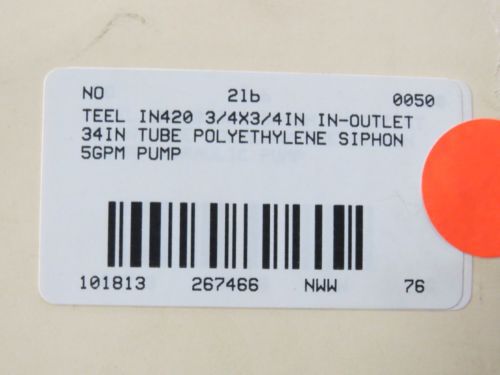 NO 2lb 0050
TEEL IN420 3/4X3/4IN IN-OUTLET
34IN TUBE POLYETHYLENE SIPHON
5GPM PUMP
101813 267466 NWW 76